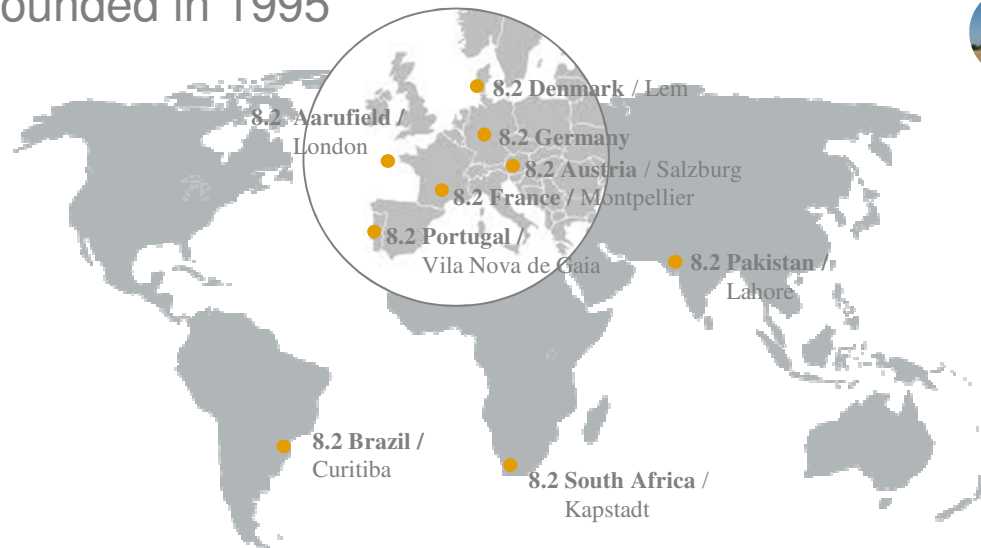 ounded in 1995
8.2 Denmark / Lem
8.2 Aarufield /
London
8.2 Germany
8.2 Austria / Salzburg
8.2 France / Montpellier
8.2 Portugal /
Vila Nova de Gaia
8.2 Pakistan /
Lahore
8.2 Brazil /
Curitiba
8.2 South Africa /
Kapstadt